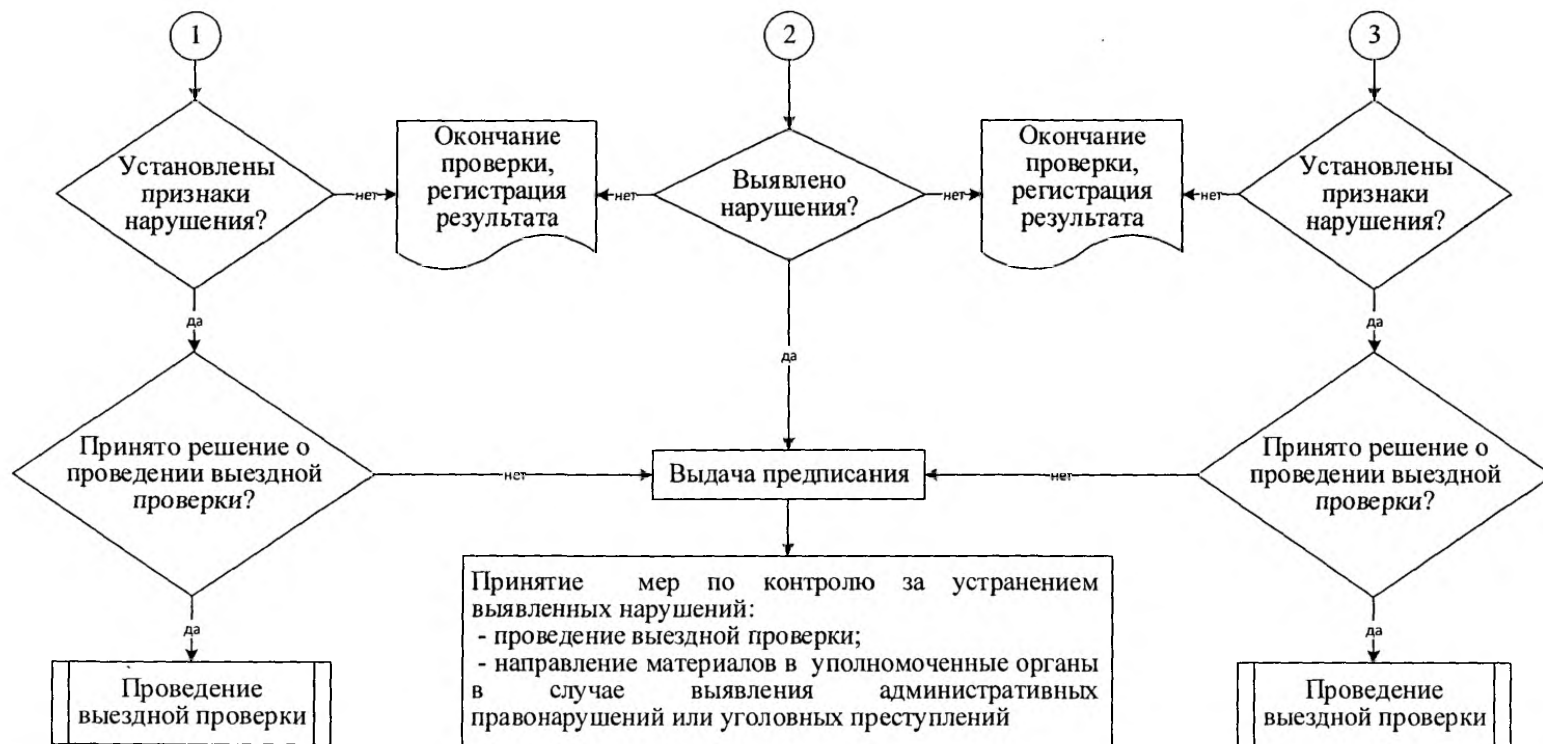 1
2
3
Установлены
признаки
нарушения?
нет
Окончание
проверки,
регистрация
результата
нет
Выявлено
нарушения?
нет
Окончание
проверки,
регистрация
результата
нет
Установлены
признаки
нарушения?
да
да
да
Принято решение о
проведении выездной
проверки?
нет
Выдача предписания
нет
Принято решение о
проведении выездной
проверки?
да
Принятие мер по контролю за устранением
выявленных нарушений:
- проведение выездной проверки;
- направление материалов в уполномоченные органы
в случае выявления административных
правонарушений или уголовных преступлений
да
Проведение
выездной проверки
Проведение
выездной проверки